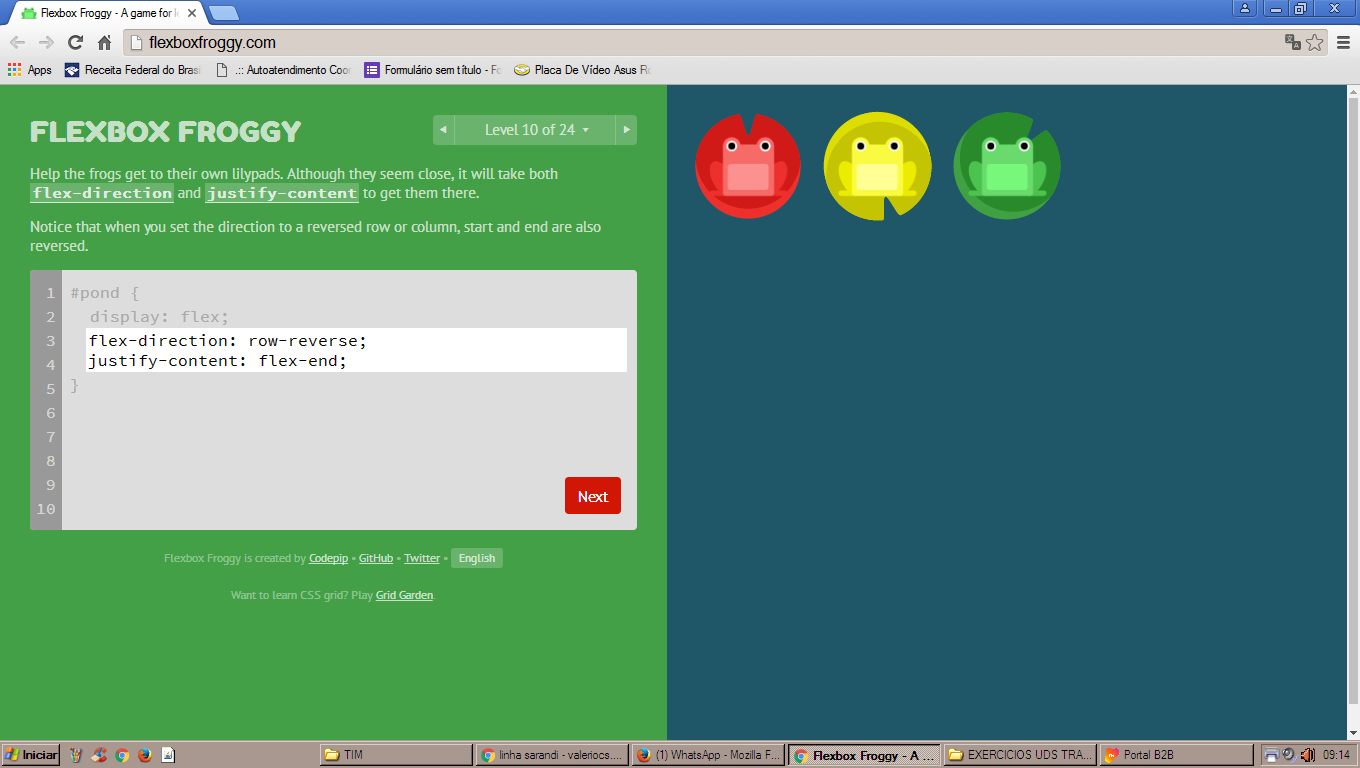 Flexbox Froggy - A game for l
flexboxfroggy.com
Apps Receita Federal do Brasi .:: Autoatendimento Coor Formulário sem título - Fo Placa De Vídeo Asus Ro
FLEXBOX FROGGY
Level 10 of 24
Help the frogs get to their own lilypads. Although they seem close, it will take both
flex-direction and justify-content to get them there.
Notice that when you set the direction to a reversed row or column, start and end are also
reversed.
1 #pond {
2 display: flex;
3 flex-direction: row-reverse;
4 justify-content: flex-end;
5 }
6
7
8
9
10
Next
Flexbox Froggy is created by Codepip • GitHub • Twitter • English
Want to learn CSS grid? Play Grid Garden.
Iniciar TIM linha sarandi - valeriocs.... (1) WhatsApp - Mozilla F... Flexbox Froggy - A ... EXERCICIOS UDS TRA... Portal B2B 09:14